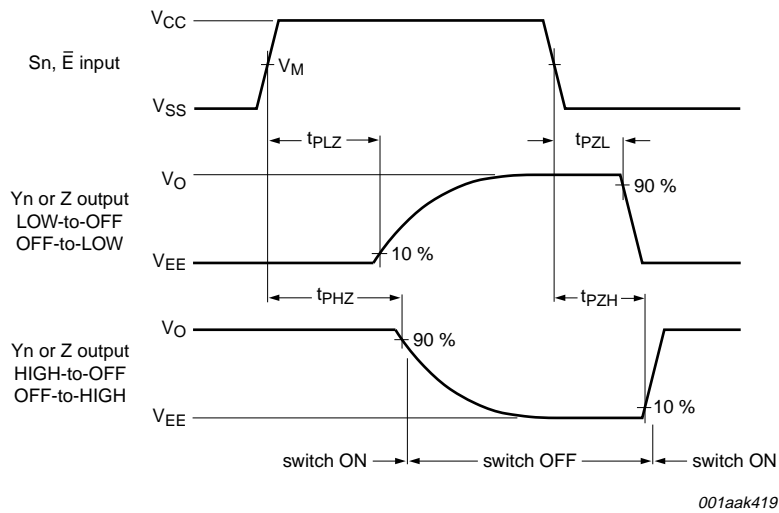 VCC
Sn, E̅ input
VM
VSS
tPLZ
tPZL
VO
Yn or Z output
LOW-to-OFF
OFF-to-LOW
90 %
10 %
VEE
tPHZ
tPZH
VO
Yn or Z output
HIGH-to-OFF
OFF-to-HIGH
90 %
10 %
VEE
switch ON
switch OFF
switch ON
001aak419